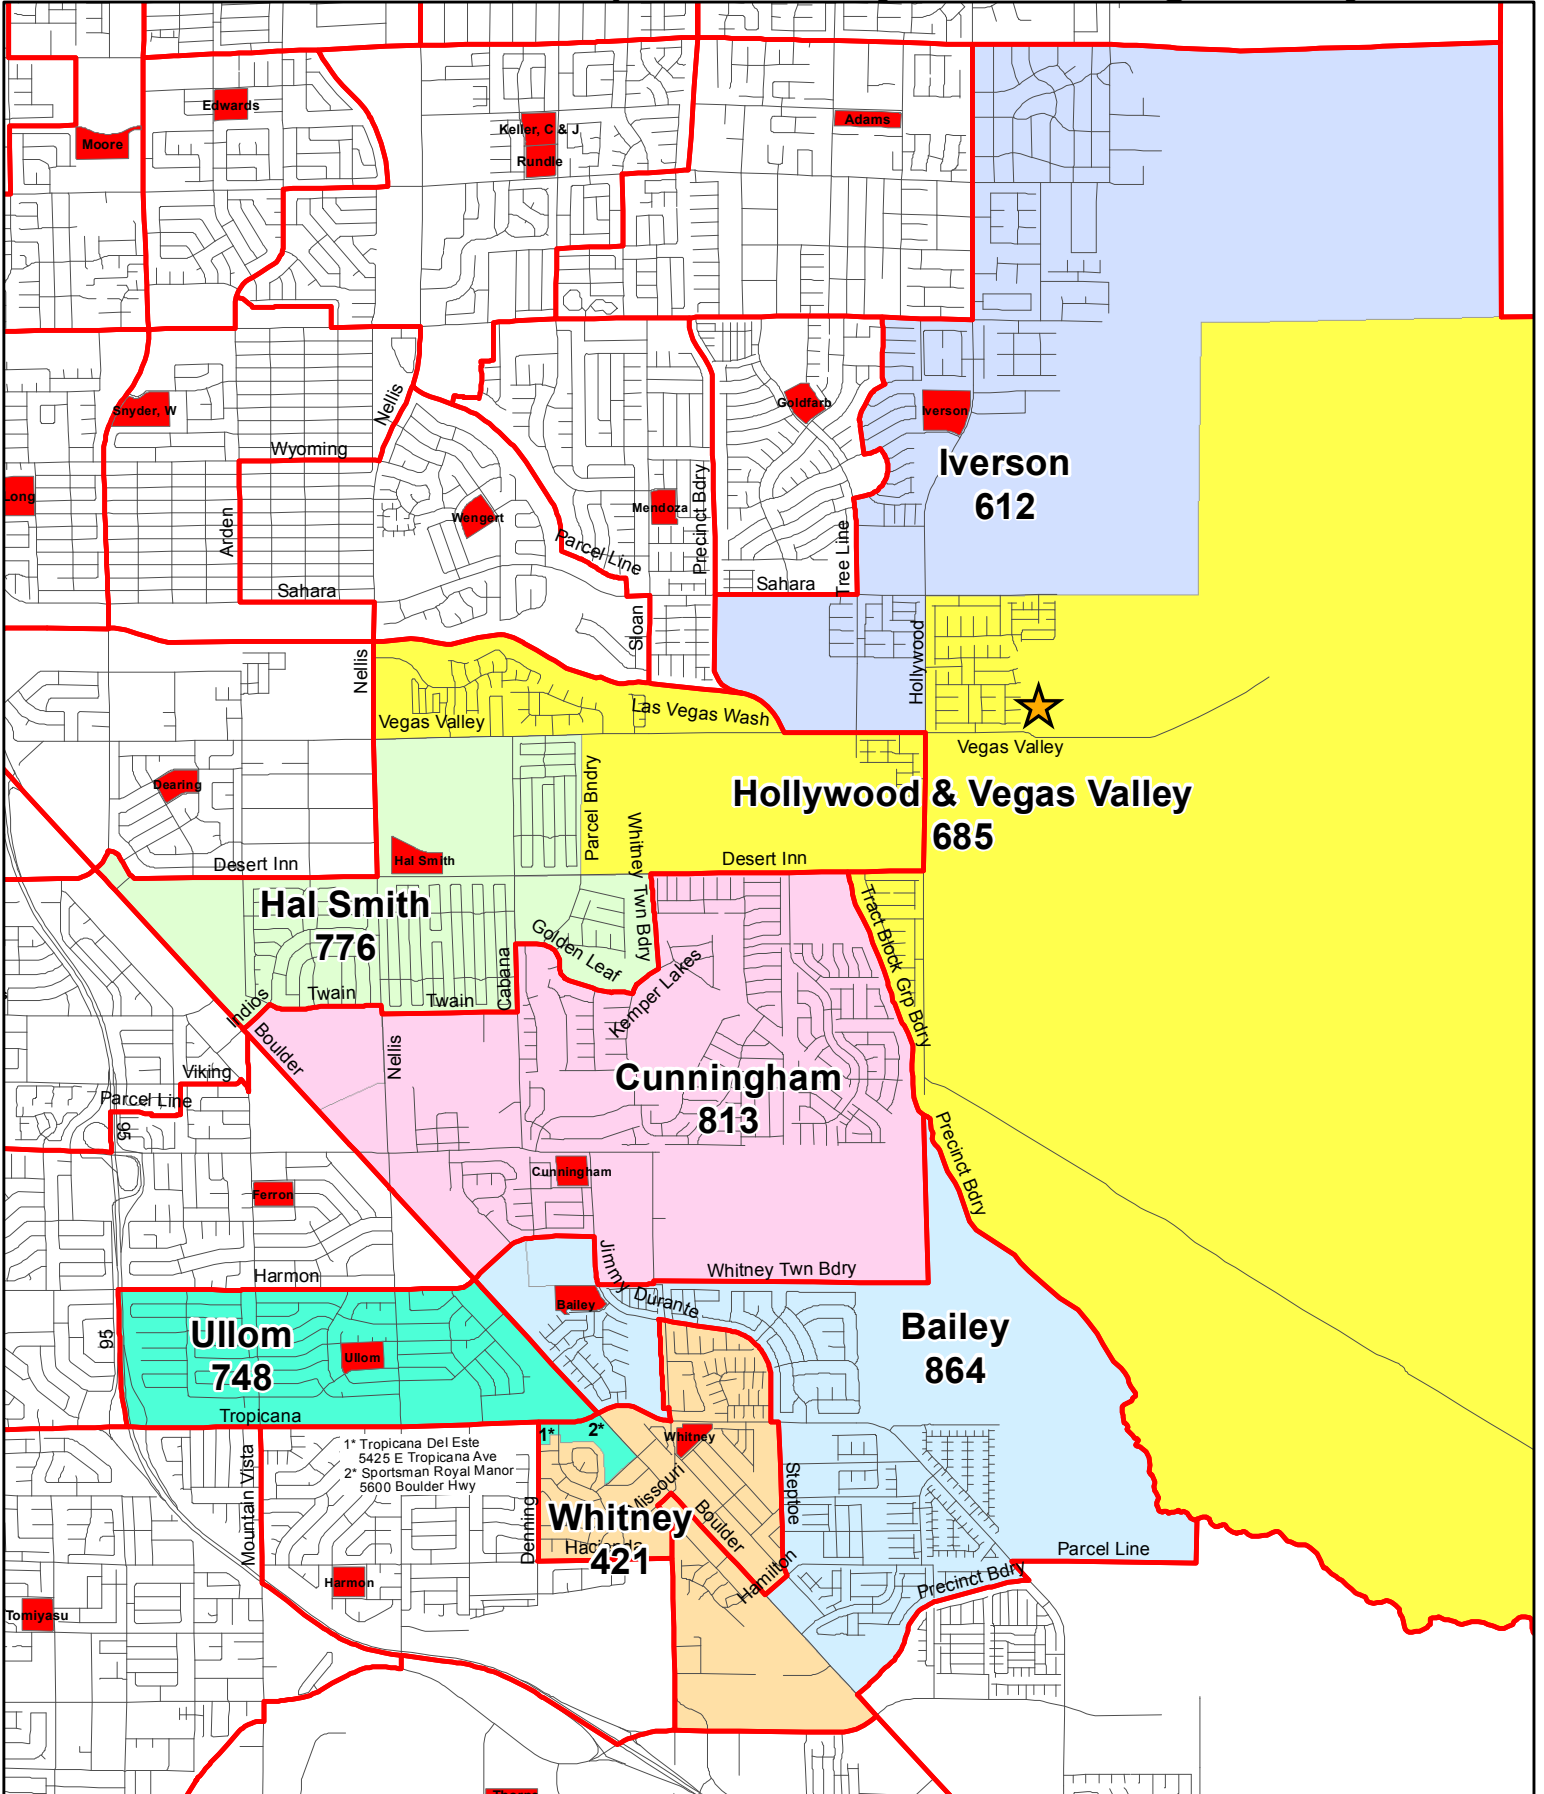 Edwards
Moore
Keller, C & J
Rundle
Adams
Snyder, W
Nellis
Goldfarb
Iverson
Wyoming
Iverson
612
Long
Arden
Wengert
Mendoza
Precinct Bdry
Parcel Line
Tree Line
Sahara
Sahara
Sloan
Hollywood
Nellis
Vegas Valley
Las Vegas Wash
Vegas Valley
Dearing
Parcel Bndry
Hollywood & Vegas Valley
685
Whitney Twn Bdry
Hal Smith
Desert Inn
Desert Inn
Hal Smith
776
Tract Block Grp Bdry
Golden Leaf
Cabana
Kemper Lakes
Twain
Twain
Indios
Boulder
Nellis
Viking
Parcel Line
95
Cunningham
813
Precinct Bdry
Cunningham
Ferron
Harmon
Jimmy Durante
Whitney Twn Bdry
Bailey
Bailey
864
Ullom
748
Ullom
95
Tropicana
1*
2*
Whitney
1* Tropicana Del Este
5425 E Tropicana Ave
2* Sportsman Royal Manor
5600 Boulder Hwy
Mountain Vista
Missouri
Steptoe
Denning
Whitney
421
Boulder
Hacienda
Hamilton
Parcel Line
Precinct Bdry
Harmon
Tomiyasu